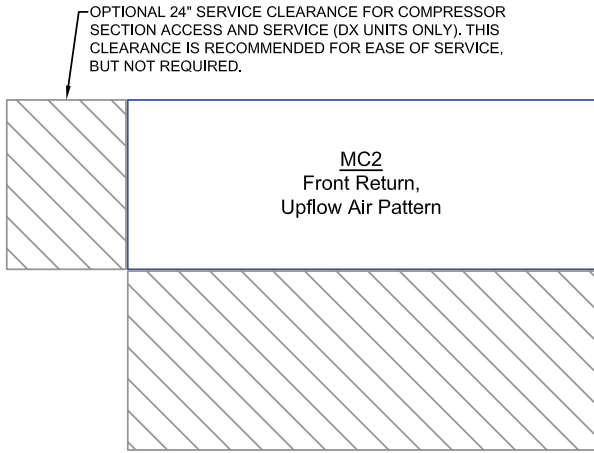 OPTIONAL 24" SERVICE CLEARANCE FOR COMPRESSOR
SECTION ACCESS AND SERVICE (DX UNITS ONLY). THIS
CLEARANCE IS RECOMMENDED FOR EASE OF SERVICE,
BUT NOT REQUIRED.
MC2
Front Return,
Upflow Air Pattern